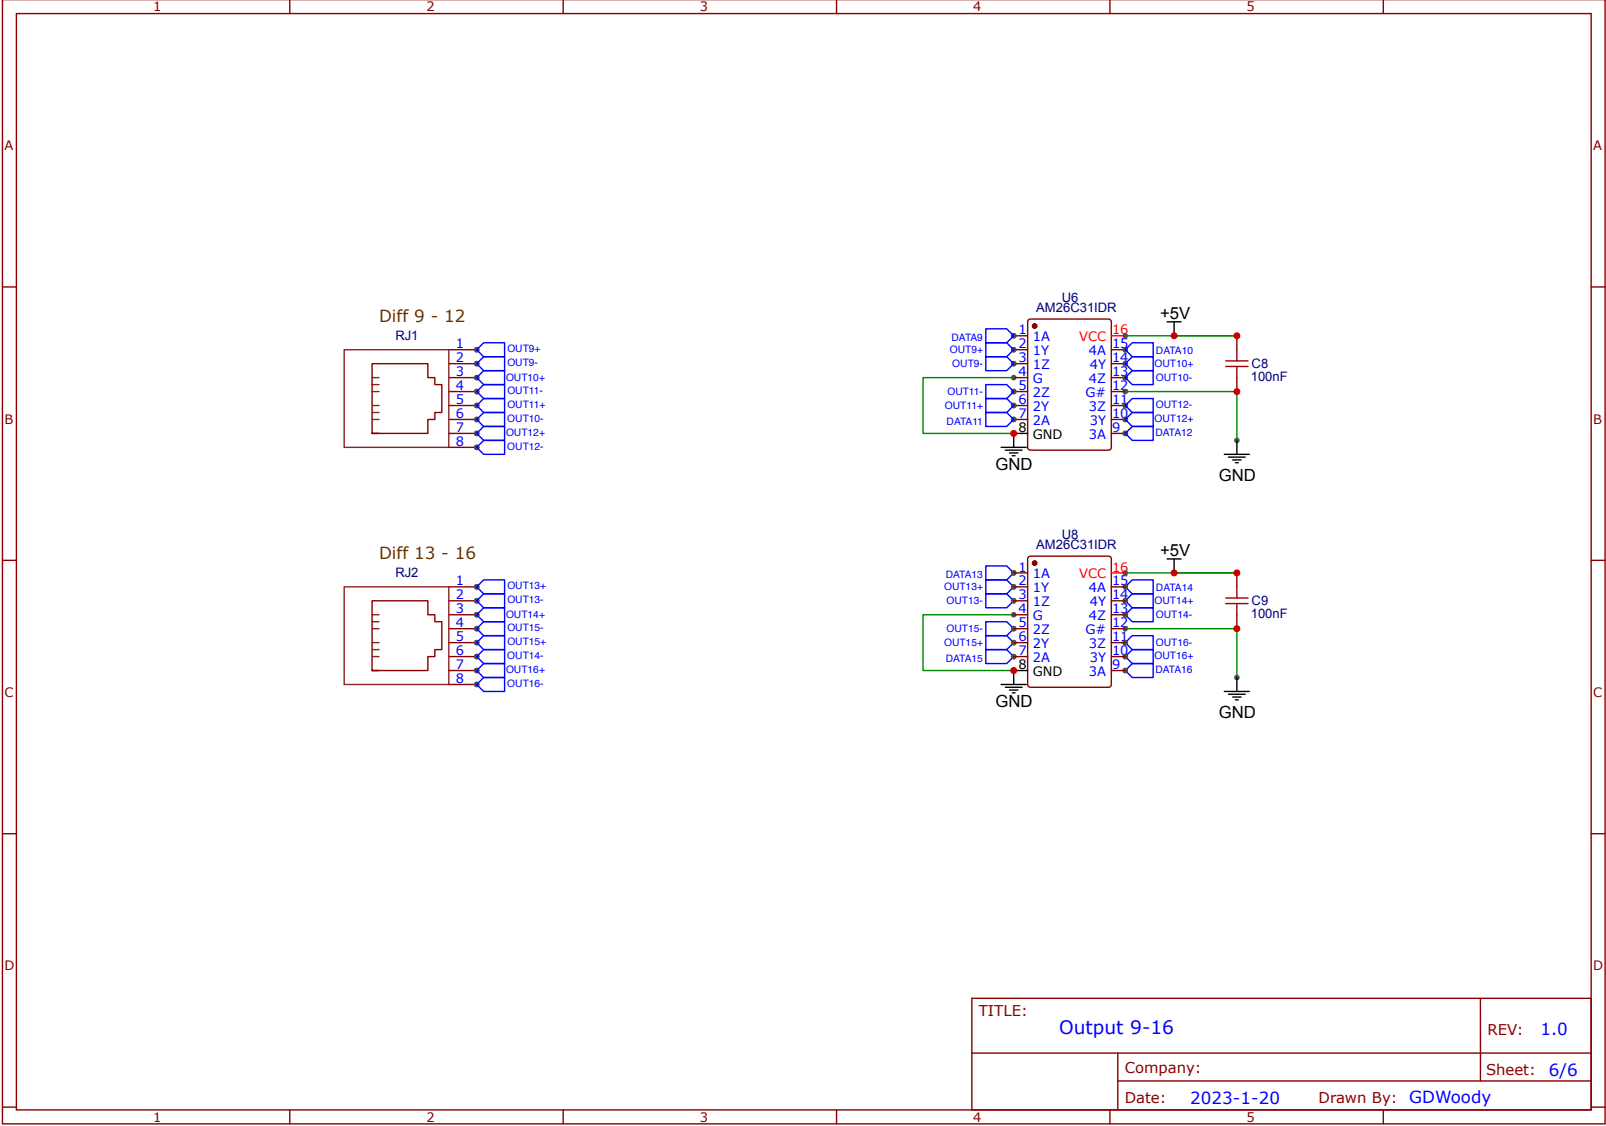 1 2 3 4 5
A A
B B
C C
D D
Diff 9 - 12
RJ1
1 OUT9+
2 OUT9-
3 OUT10+
4 OUT11-
5 OUT11+
6 OUT10-
7 OUT12+
8 OUT12-
U6
AM26C31IDR
DATA9 1 1A
OUT9+ 2 1Y
OUT9- 3 1Z
4 G
OUT11- 5 2Z
OUT11+ 6 2Y
DATA11 7 2A
8 GND
GND
VCC 16
4A 15 DATA10
4Y 14 OUT10+
4Z 13 OUT10-
G# 12
3Z 11 OUT12-
3Y 10 OUT12+
3A 9 DATA12
+5V
C8
100nF
GND
Diff 13 - 16
RJ2
1 OUT13+
2 OUT13-
3 OUT14+
4 OUT15-
5 OUT15+
6 OUT14-
7 OUT16+
8 OUT16-
U8
AM26C31IDR
DATA13 1 1A
OUT13+ 2 1Y
OUT13- 3 1Z
4 G
OUT15- 5 2Z
OUT15+ 6 2Y
DATA15 7 2A
8 GND
GND
VCC 16
4A 15 DATA14
4Y 14 OUT14+
4Z 13 OUT14-
G# 12
3Z 11 OUT16-
3Y 10 OUT16+
3A 9 DATA16
+5V
C9
100nF
GND
TITLE:
Output 9-16
REV: 1.0
Company:
Sheet: 6/6
Date: 2023-1-20 Drawn By: GDWoody
1 2 3 4 5